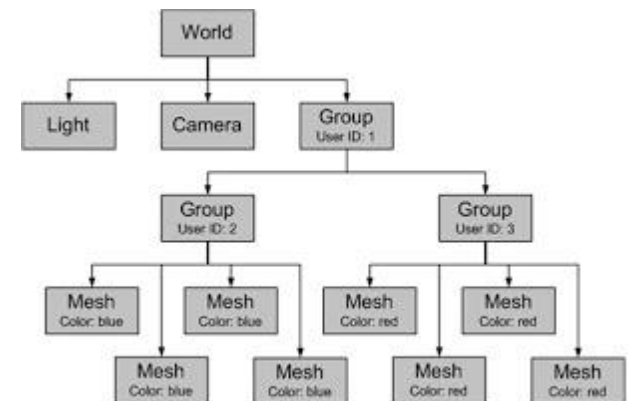 World
Light
Camera
Group
User ID: 1
Group
User ID: 2
Group
User ID: 3
Mesh
Color: blue
Mesh
Color: blue
Mesh
Color: red
Mesh
Color: red
Mesh
Color: blue
Mesh
Color: blue
Mesh
Color: red
Mesh
Color: red